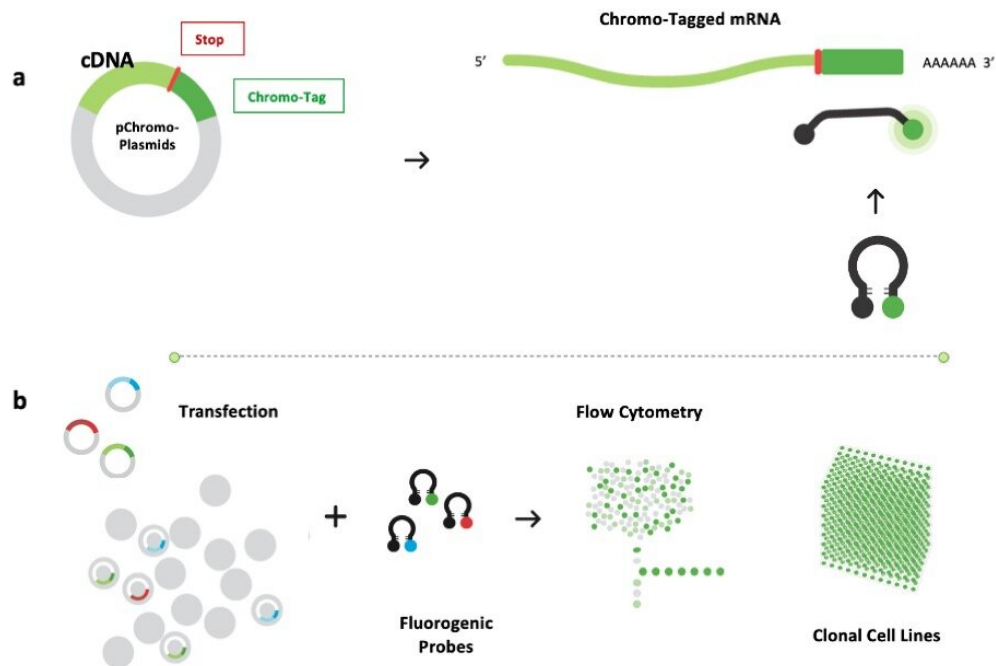 a
cDNA
Stop
Chromo-Tag
pChromo-
Plasmids
Chromo-Tagged mRNA
5′
AAAAAA 3′
b
Transfection
Flow Cytometry
Fluorogenic
Probes
Clonal Cell Lines